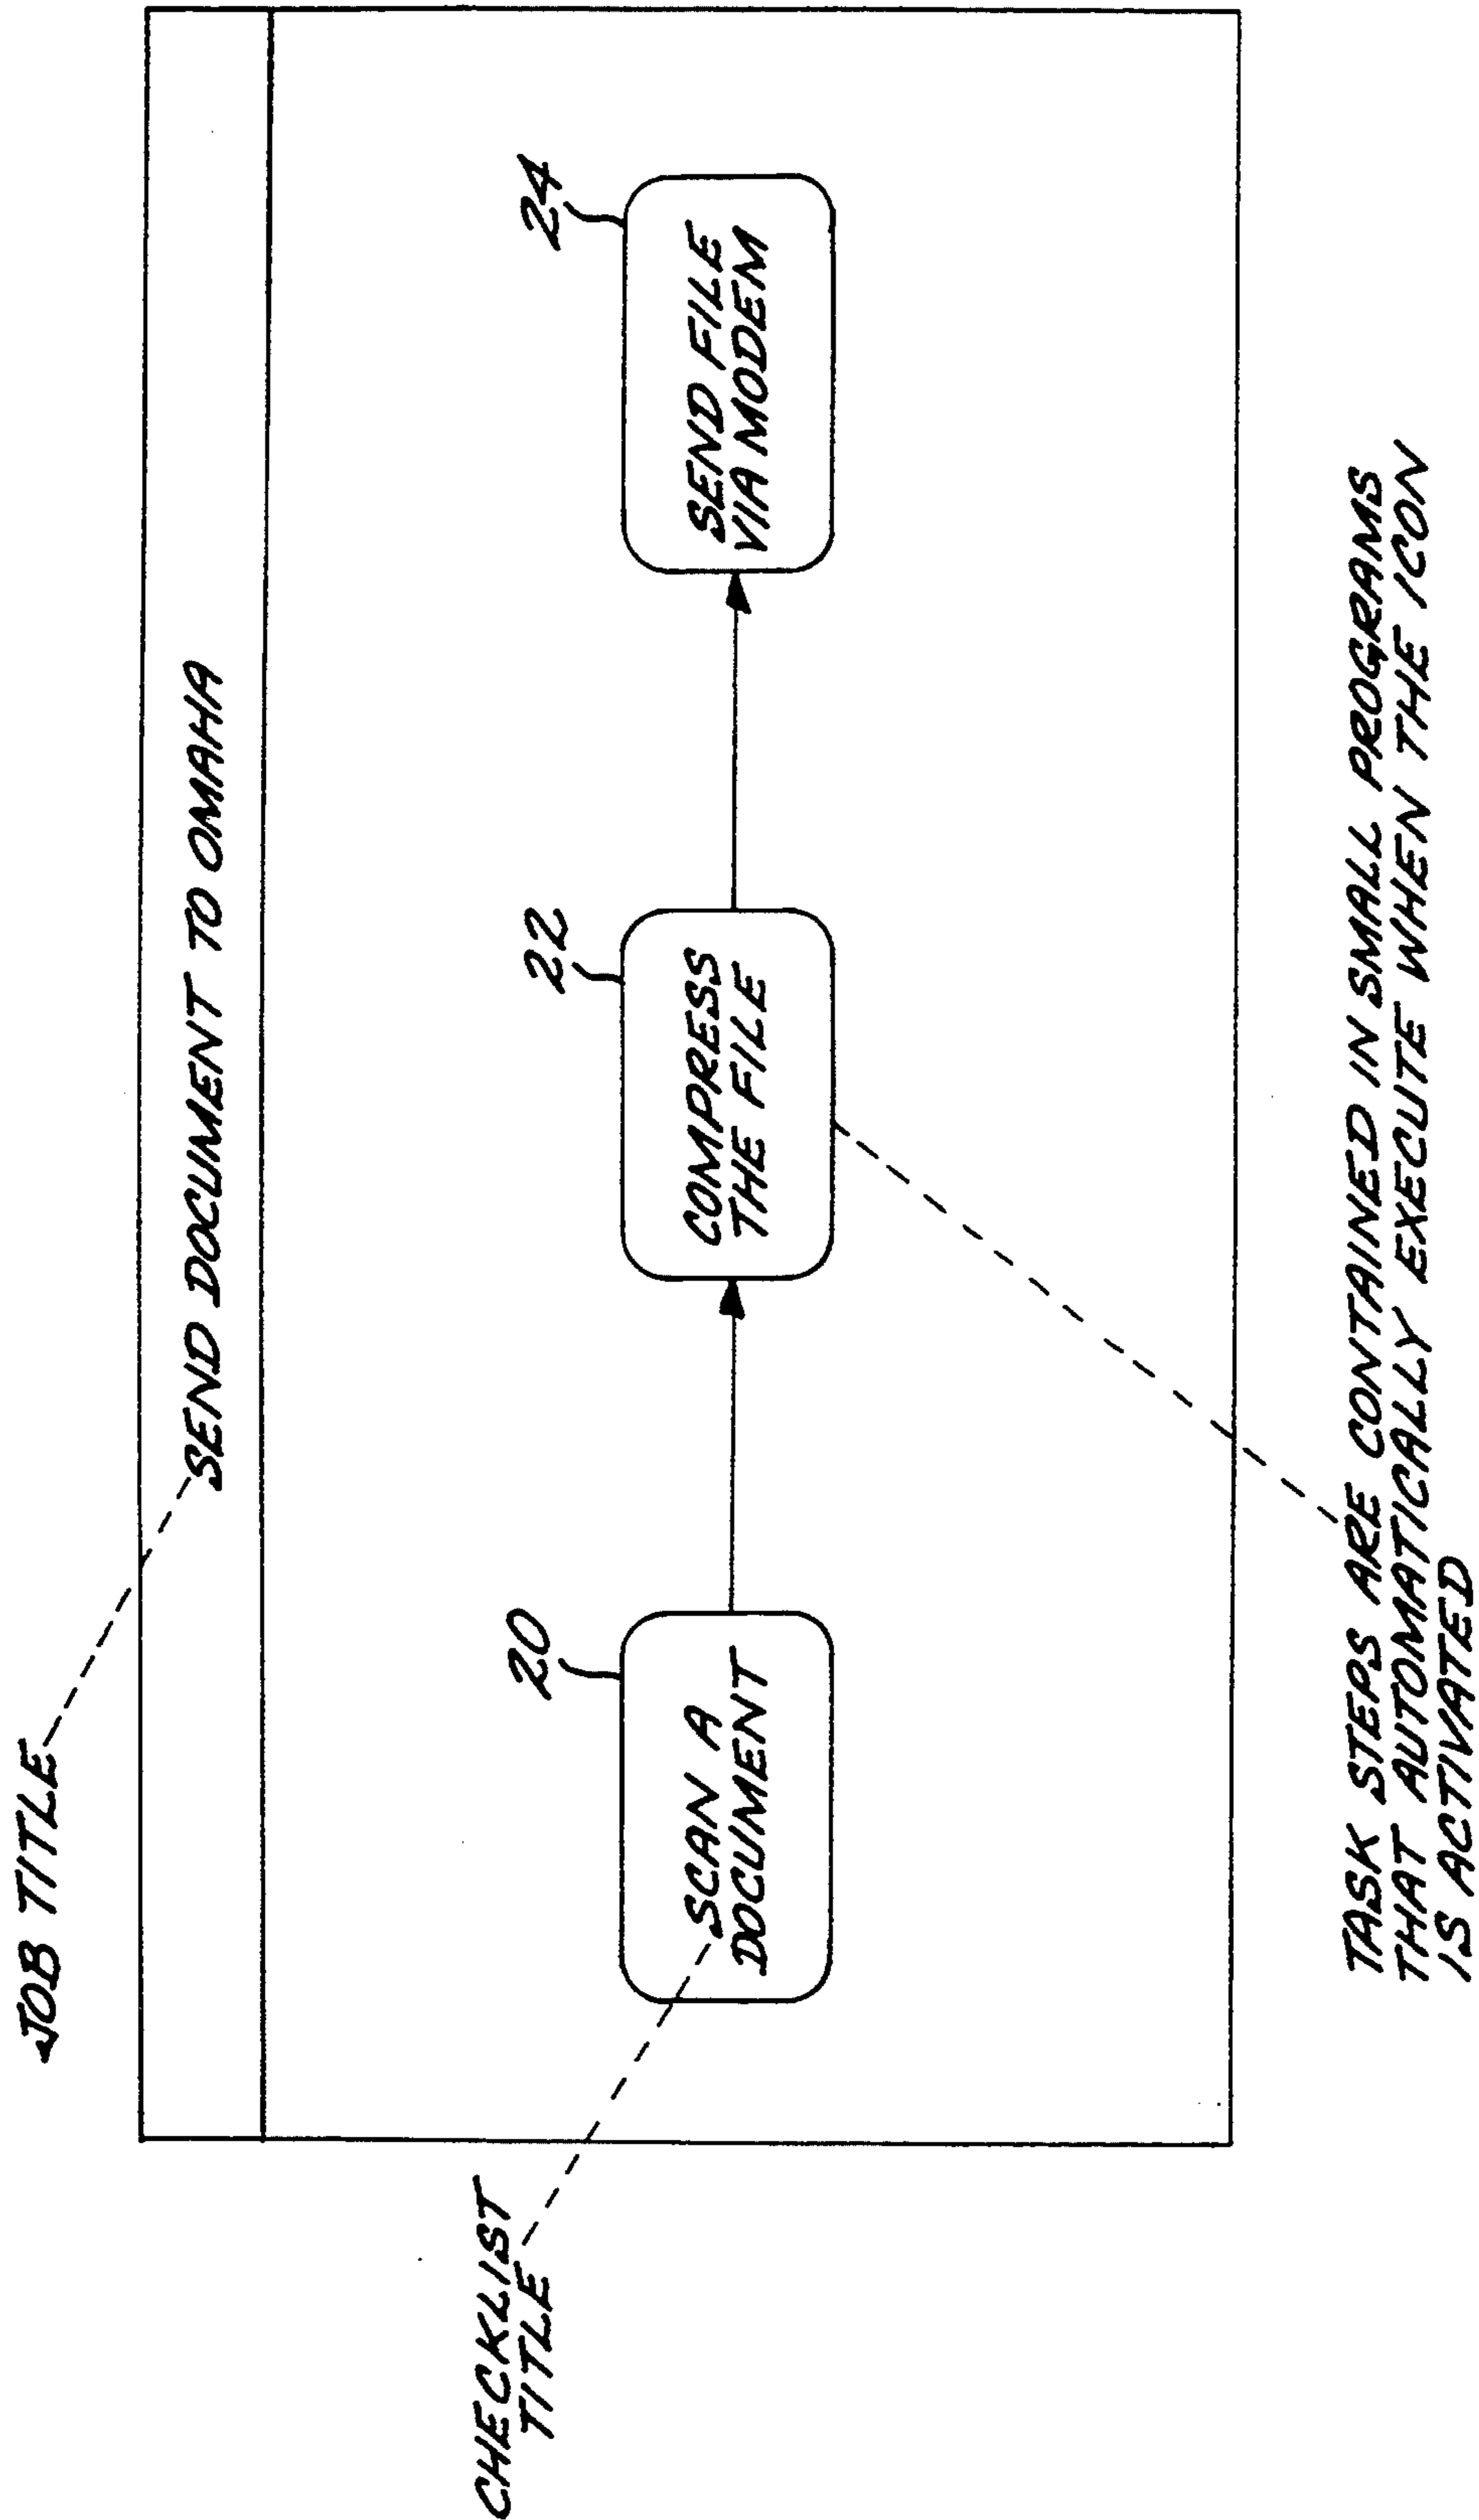 JOB TITLE
SEND DOCUMENT TO OMAHA
CHECKLIST
TITLE
20
SCAN A
DOCUMENT
22
COMPRESS
THE FILE
24
SEND FILE
VIA MODEM
TASK STEPS ARE CONTAINED IN SMALL PROGRAMS
THAT AUTOMATICALLY EXECUTE WHEN THE ICON
IS ACTIVATED